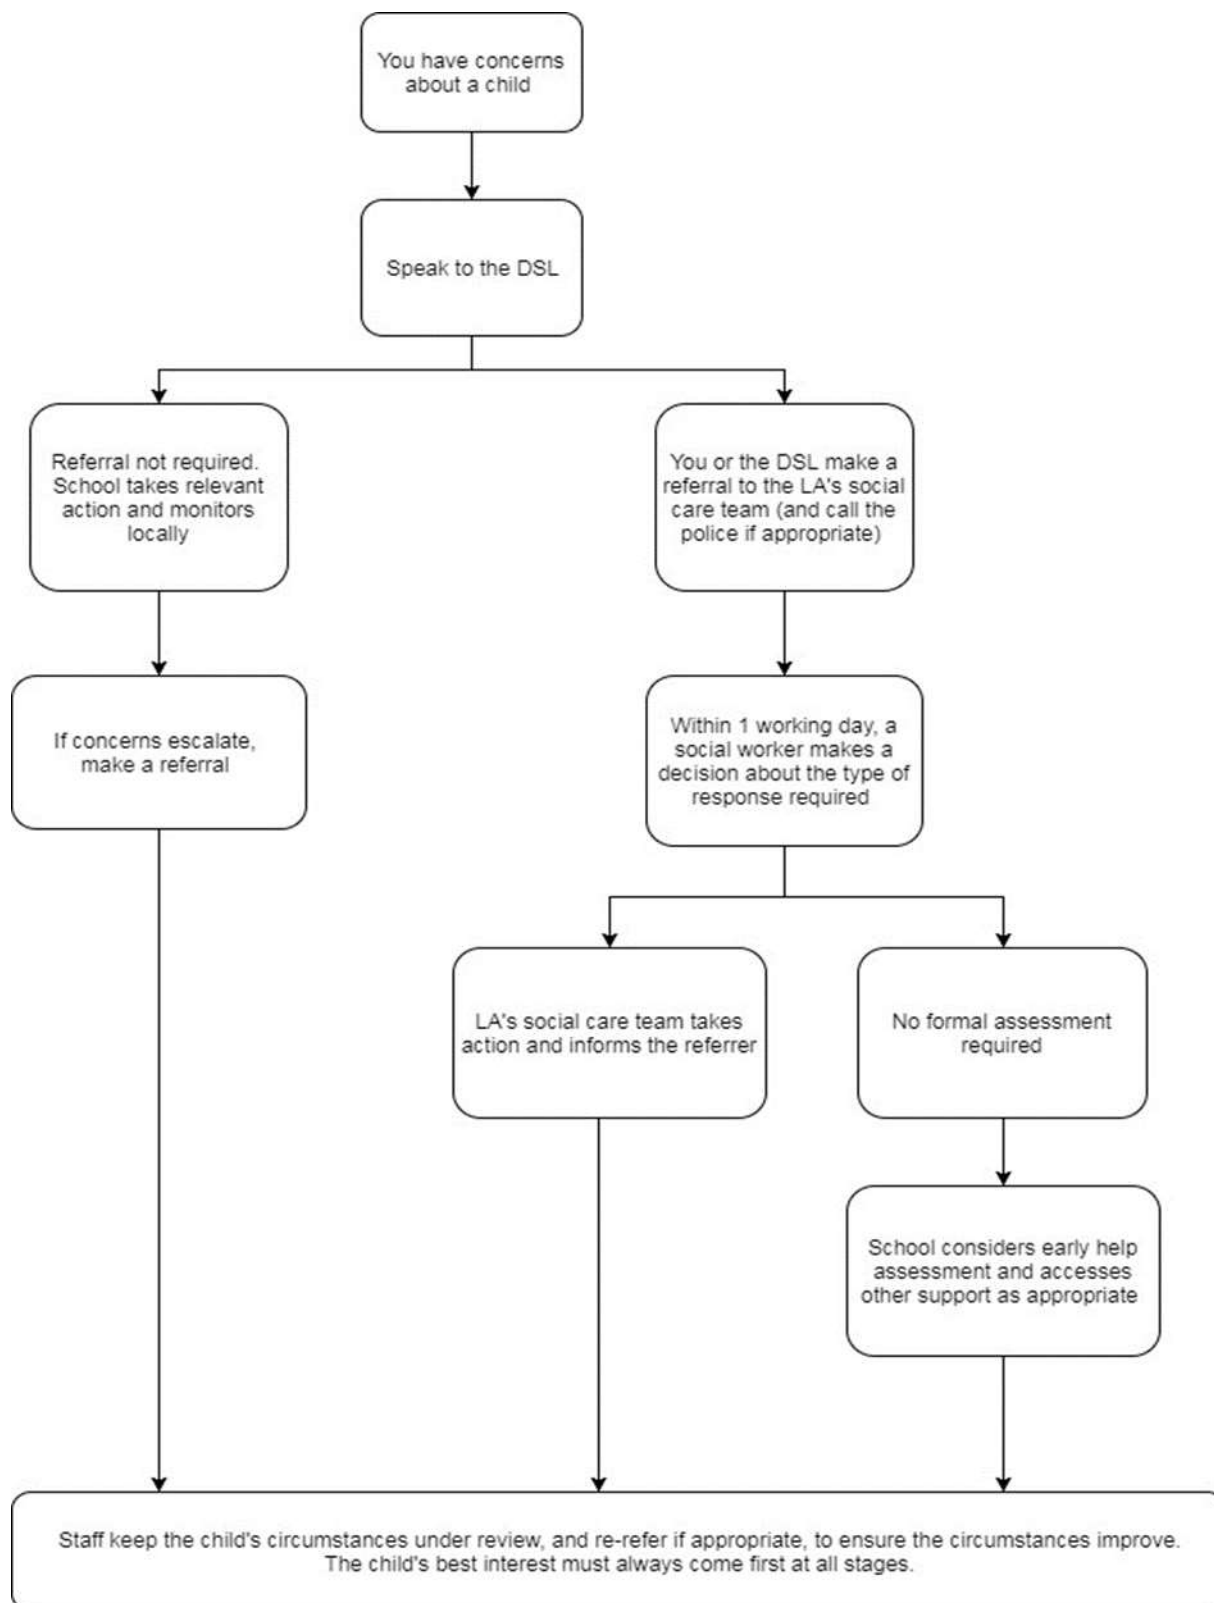 You have concerns
about a child
Speak to the DSL
Referral not required.
School takes relevant
action and monitors
locally
You or the DSL make a
referral to the LA's social
care team (and call the
police if appropriate)
If concerns escalate,
make a referral
Within 1 working day, a
social worker makes a
decision about the type of
response required
LA's social care team takes
action and informs the referrer
No formal assessment
required
School considers early help
assessment and accesses
other support as appropriate
Staff keep the child's circumstances under review, and re-refer if appropriate, to ensure the circumstances improve.
The child's best interest must always come first at all stages.